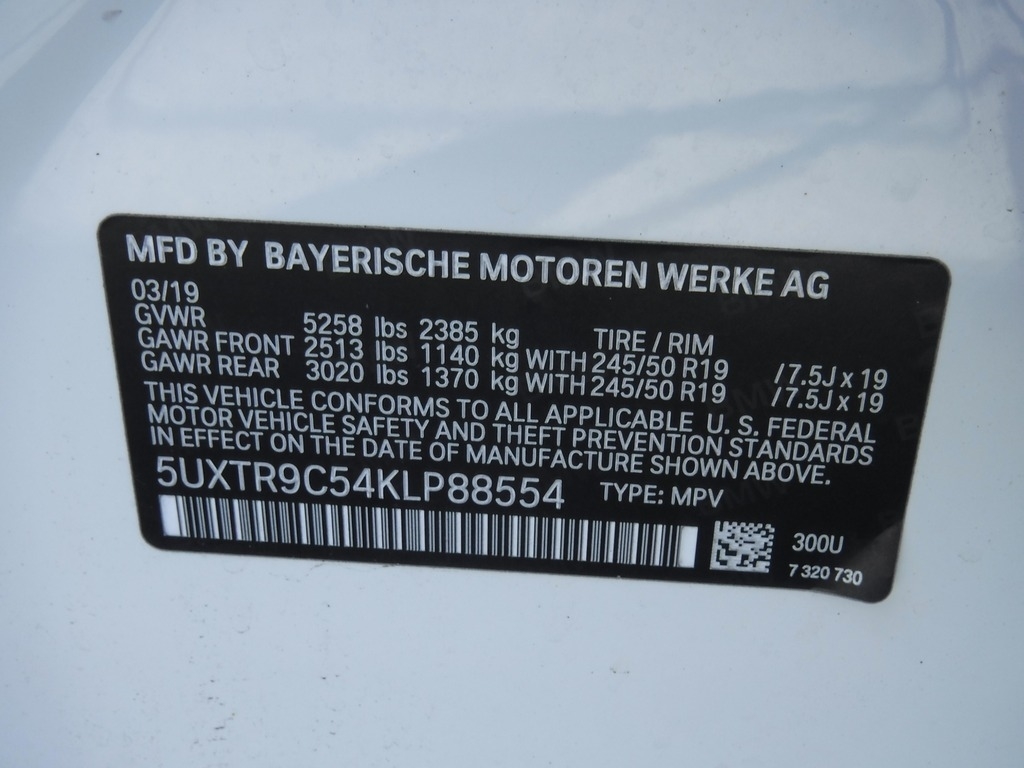 MFD BY BAYERISCHE MOTOREN WERKE AG
03/19
GVWR 5258 lbs 2385 kg TIRE / RIM
GAWR FRONT 2513 lbs 1140 kg WITH 245/50 R19 /7.5J x 19
GAWR REAR 3020 lbs 1370 kg WITH 245/50 R19 /7.5J x 19
THIS VEHICLE CONFORMS TO ALL APPLICABLE U. S. FEDERAL
MOTOR VEHICLE SAFETY AND THEFT PREVENTION STANDARDS
IN EFFECT ON THE DATE OF MANUFACTURE SHOWN ABOVE.
5UXTR9C54KLP88554 TYPE: MPV
300U
7 320 730